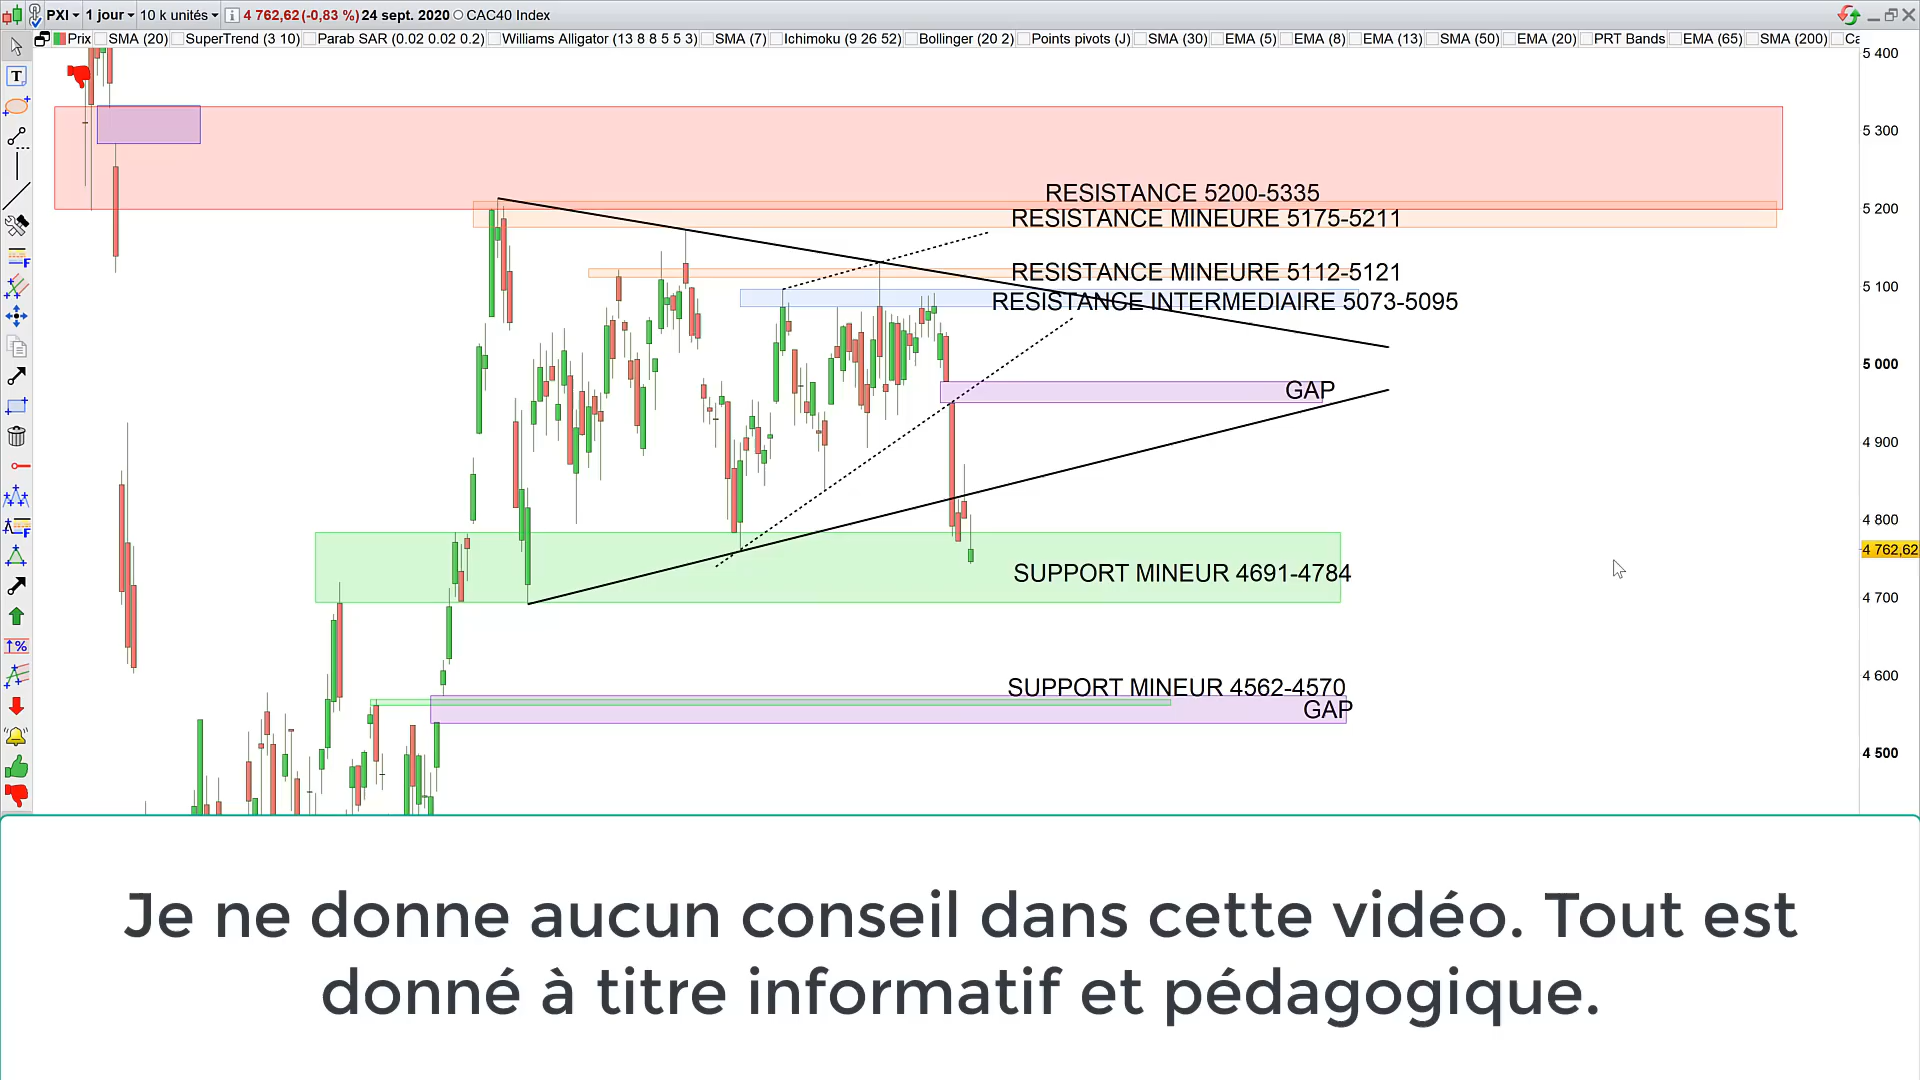 PXI 1 jour 10 k unités 4 762,62 (-0,83 %) 24 sept. 2020 CAC40 Index
Prix SMA (20) SuperTrend (3 10) Parab SAR (0.02 0.02 0.2) Williams Alligator (13 8 8 5 5 3) SMA (7) Ichimoku (9 26 52) Bollinger (20 2) Points pivots (J) SMA (30) EMA (5) EMA (8) EMA (13) SMA (50) EMA (20) PRT Bands EMA (65) SMA (200)
5 400
5 300
RESISTANCE 5200-5335
5 200
RESISTANCE MINEURE 5175-5211
RESISTANCE MINEURE 5112-5121
5 100
RESISTANCE INTERMEDIAIRE 5073-5095
5 000
GAP
4 900
4 800
4 762,62
SUPPORT MINEUR 4691-4784
4 700
4 600
SUPPORT MINEUR 4562-4570
GAP
4 500
Je ne donne aucun conseil dans cette vidéo. Tout est
donné à titre informatif et pédagogique.